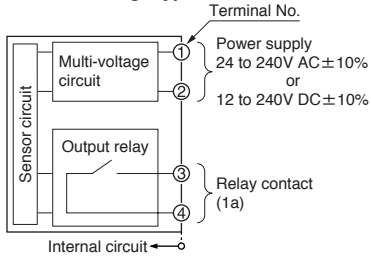 Terminal No.
Power supply
24 to 240V AC±10%
or
12 to 240V DC±10%
Multi-voltage
circuit
①
②
Sensor circuit
Output relay
③
④
Relay contact
(1a)
Internal circuit